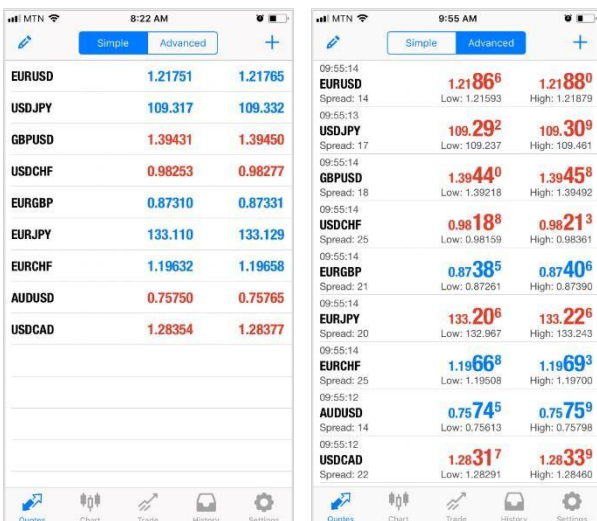 MTN 8:22 AM
Simple Advanced +
EURUSD 1.21751 1.21765
USDJPY 109.317 109.332
GBPUSD 1.39431 1.39450
USDCHF 0.98253 0.98277
EURGBP 0.87310 0.87331
EURJPY 133.110 133.129
EURCHF 1.19632 1.19658
AUDUSD 0.75750 0.75765
USDCAD 1.28354 1.28377
Quotes Chart Trade History Settings
MTN 9:55 AM
Simple Advanced +
09:55:14
EURUSD 1.21866 1.21880
Spread: 14 Low: 1.21593 High: 1.21879
09:55:13
USDJPY 109.292 109.309
Spread: 17 Low: 109.237 High: 109.461
09:55:14
GBPUSD 1.39440 1.39458
Spread: 18 Low: 1.39218 High: 1.39492
09:55:14
USDCHF 0.98188 0.98213
Spread: 25 Low: 0.98159 High: 0.98361
09:55:14
EURGBP 0.87385 0.87406
Spread: 21 Low: 0.87261 High: 0.87390
09:55:14
EURJPY 133.206 133.226
Spread: 20 Low: 132.967 High: 133.243
09:55:14
EURCHF 1.19668 1.19693
Spread: 25 Low: 1.19508 High: 1.19700
09:55:12
AUDUSD 0.75745 0.75759
Spread: 14 Low: 0.75613 High: 0.75798
09:55:12
USDCAD 1.28317 1.28339
Spread: 22 Low: 1.28291 High: 1.28460
Quotes Chart Trade History Settings